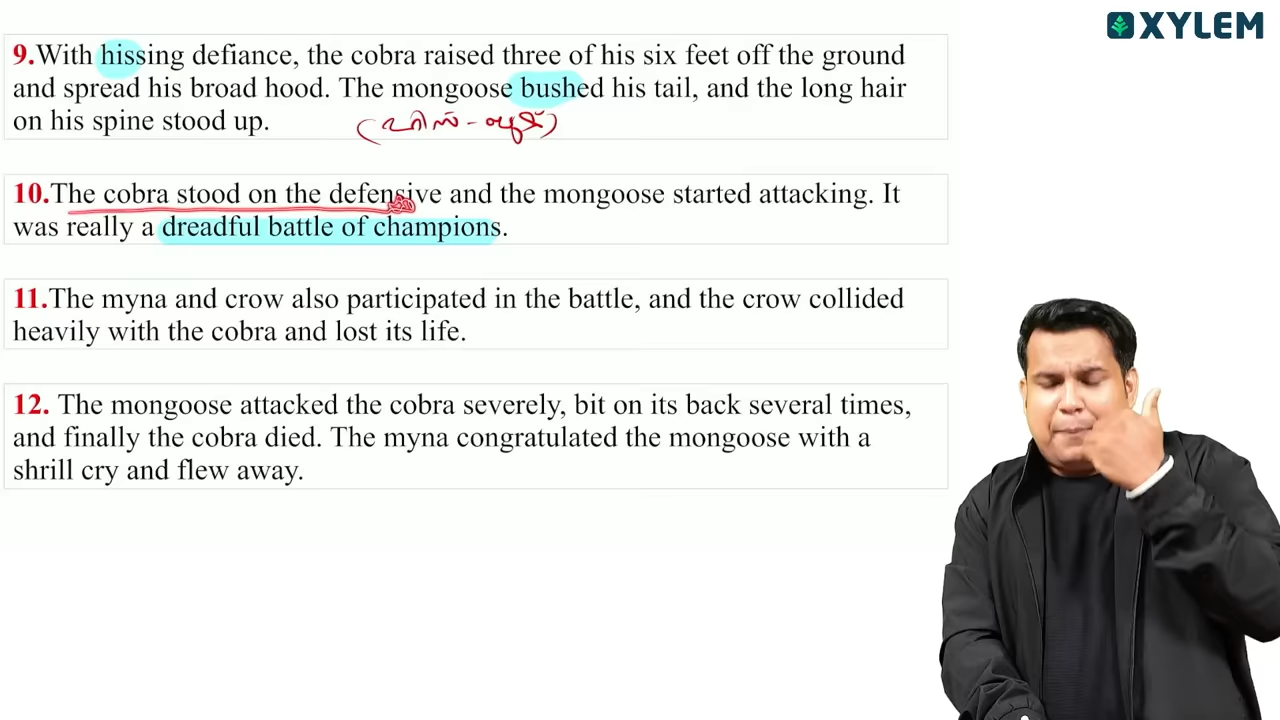 XYLEM
9.With hissing defiance, the cobra raised three of his six feet off the ground
and spread his broad hood. The mongoose bushed his tail, and the long hair
on his spine stood up.
10.The cobra stood on the defensive and the mongoose started attacking. It
was really a dreadful battle of champions.
11.The myna and crow also participated in the battle, and the crow collided
heavily with the cobra and lost its life.
12. The mongoose attacked the cobra severely, bit on its back several times,
and finally the cobra died. The myna congratulated the mongoose with a
shrill cry and flew away.